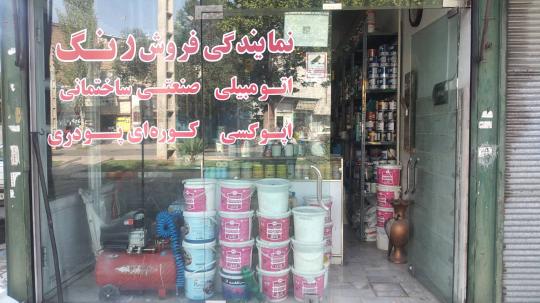 نمایندگی فروش رنگ
اتومبیلی صنعتی ساختمانی
اپوکسی کوره‌ای پودری